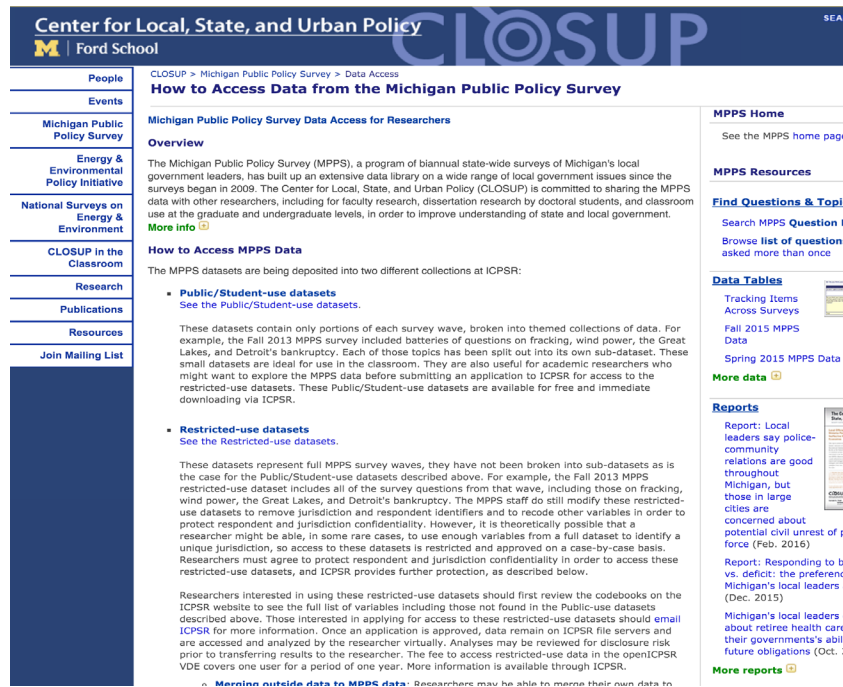 Center for Local, State, and Urban Policy
M | Ford School
CLOSUP
SEA
People
Events
Michigan Public
Policy Survey
Energy &
Environmental
Policy Initiative
National Surveys on
Energy &
Environment
CLOSUP in the
Classroom
Research
Publications
Resources
Join Mailing List
CLOSUP > Michigan Public Policy Survey > Data Access
How to Access Data from the Michigan Public Policy Survey
Michigan Public Policy Survey Data Access for Researchers
Overview
The Michigan Public Policy Survey (MPPS), a program of biannual state-wide surveys of Michigan's local
government leaders, has built up an extensive data library on a wide range of local government issues since the
surveys began in 2009. The Center for Local, State, and Urban Policy (CLOSUP) is committed to sharing the MPPS
data with other researchers, including for faculty research, dissertation research by doctoral students, and classroom
use at the graduate and undergraduate levels, in order to improve understanding of state and local government.
More info
How to Access MPPS Data
The MPPS datasets are being deposited into two different collections at ICPSR:
Public/Student-use datasets
See the Public/Student-use datasets.
These datasets contain only portions of each survey wave, broken into themed collections of data. For
example, the Fall 2013 MPPS survey included batteries of questions on fracking, wind power, the Great
Lakes, and Detroit's bankruptcy. Each of those topics has been split out into its own sub-dataset. These
small datasets are ideal for use in the classroom. They are also useful for academic researchers who
might want to explore the MPPS data before submitting an application to ICPSR for access to the
restricted-use datasets. These Public/Student-use datasets are available for free and immediate
downloading via ICPSR.
Restricted-use datasets
See the Restricted-use datasets.
These datasets represent full MPPS survey waves, they have not been broken into sub-datasets as is
the case for the Public/Student-use datasets described above. For example, the Fall 2013 MPPS
restricted-use dataset includes all of the survey questions from that wave, including those on fracking,
wind power, the Great Lakes, and Detroit's bankruptcy. The MPPS staff do still modify these restricted-
use datasets to remove jurisdiction and respondent identifiers and to recode other variables in order to
protect respondent and jurisdiction confidentiality. However, it is theoretically possible that a
researcher might be able, in some rare cases, to use enough variables from a full dataset to identify a
unique jurisdiction, so access to these datasets is restricted and approved on a case-by-case basis.
Researchers must agree to protect respondent and jurisdiction confidentiality in order to access these
restricted-use datasets, and ICPSR provides further protection, as described below.
Researchers interested in using these restricted-use datasets should first review the codebooks on the
ICPSR website to see the full list of variables including those not found in the Public-use datasets
described above. Those interested in applying for access to these restricted-use datasets should email
ICPSR for more information. Once an application is approved, data remain on ICPSR file servers and
are accessed and analyzed by the researcher virtually. Analyses may be reviewed for disclosure risk
prior to transferring results to the researcher. The fee to access restricted-use data in the openICPSR
VDE covers one user for a period of one year. More information is available through ICPSR.
Merging outside data to MPPS data: Researchers may be able to merge their own data to
MPPS Home
See the MPPS home page
MPPS Resources
Find Questions & Topi
Search MPPS Question
Browse list of question
asked more than once
Data Tables
Tracking Items
Across Surveys
Fall 2015 MPPS
Data
Spring 2015 MPPS Data
More data
Reports
Report: Local
leaders say police-
community
relations are good
throughout
Michigan, but
those in large
cities are
concerned about
potential civil unrest of p
force (Feb. 2016)
Report: Responding to b
vs. deficit: the preferenc
Michigan's local leaders
(Dec. 2015)
Michigan's local leaders
about retiree health care
their governments's abil
future obligations (Oct.
More reports